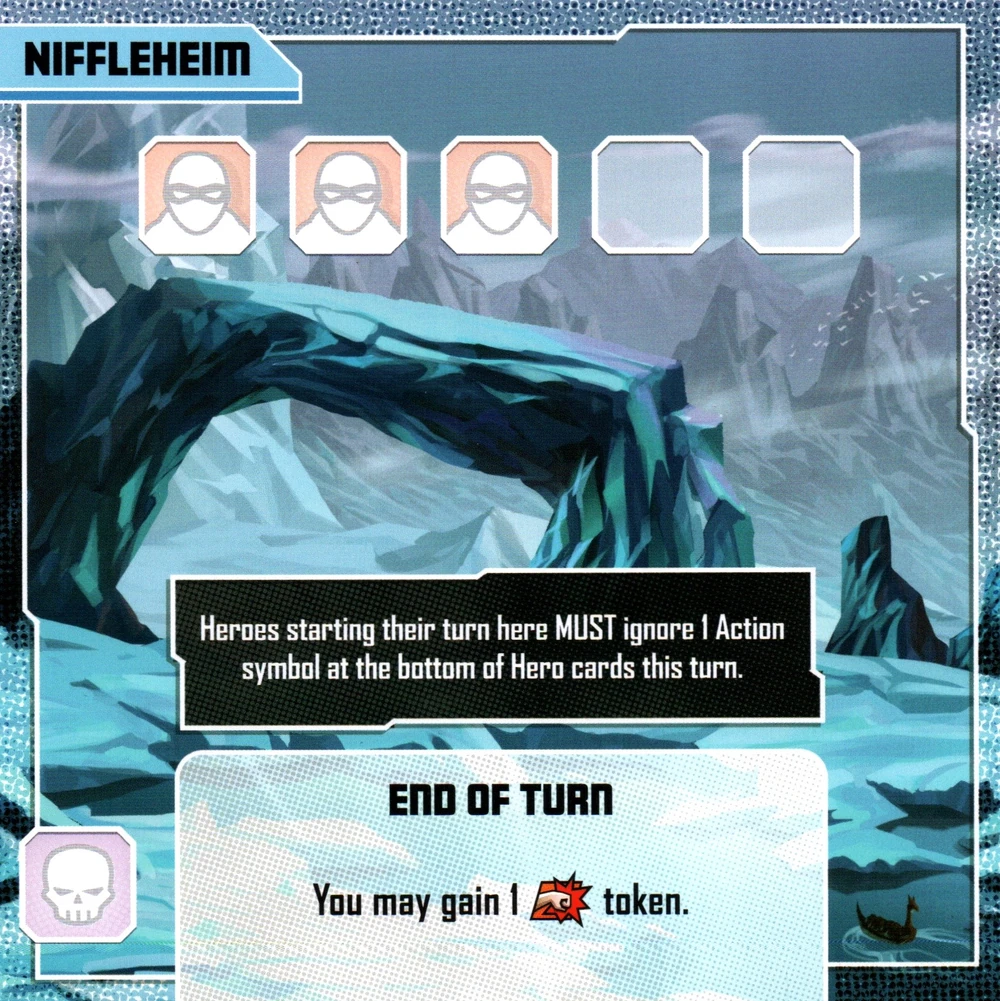 NIFFLEHEIM
Heroes starting their turn here MUST ignore 1 Action
symbol at the bottom of Hero cards this turn.
END OF TURN
You may gain 1 token.